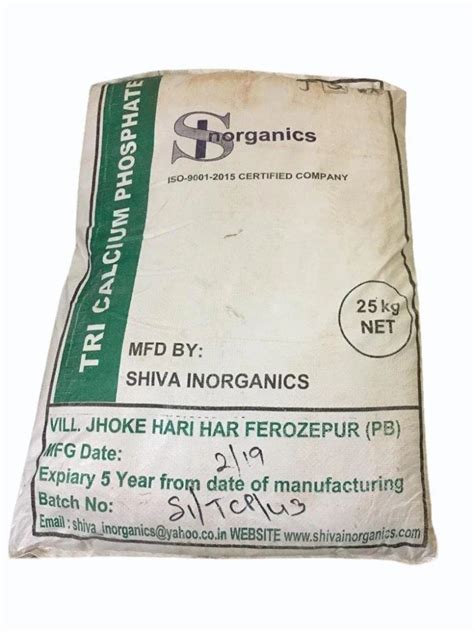 TRI CALCIUM PHOSPHATE
SInorganics
ISO-9001-2015 CERTIFIED COMPANY
25 kg
NET
MFD BY:
SHIVA INORGANICS
VILL. JHOKE HARI HAR FEROZEPUR (PB)
MFG Date: 2/19
Expiary 5 Year from date of manufacturing
Batch No: SI/TCP/43
Email : shiva_inorganics@yahoo.co.in WEBSITE www.shivainorganics.com